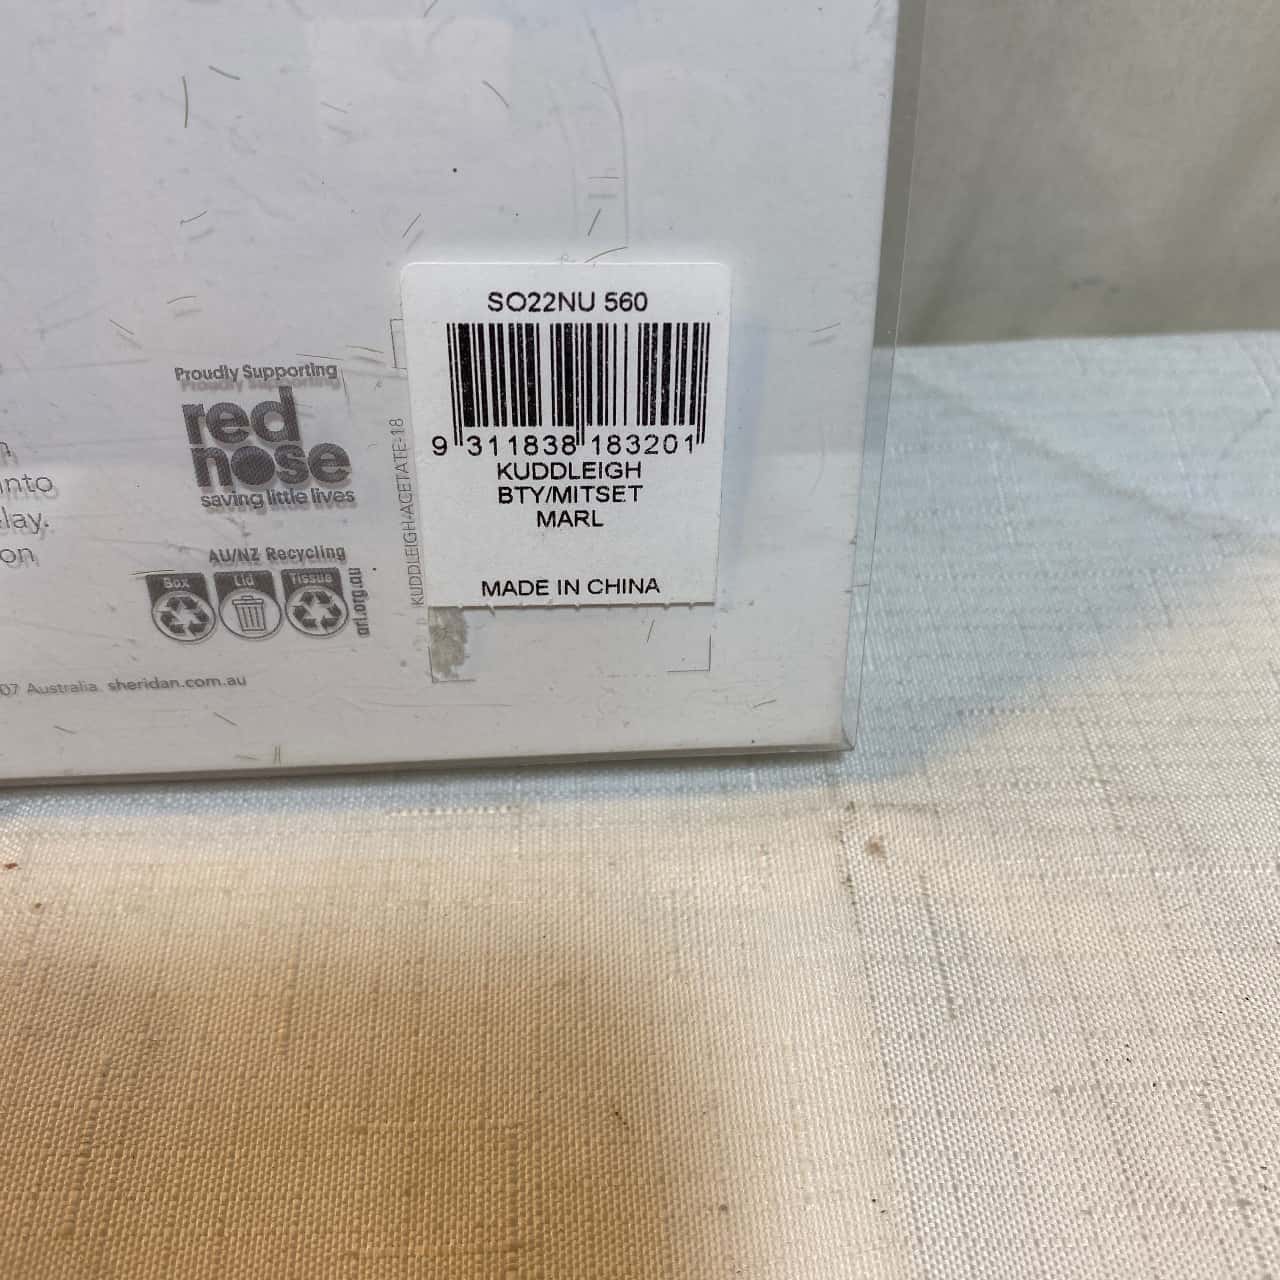 SO22NU 560
9 311838 183201
KUDDLEIGH
BTY/MITSET
MARL
MADE IN CHINA
KUDDLEIGH-ACETATE-18
Proudly Supporting
red
nose
saving little lives
into
on
AU/NZ Recycling
Box Lid Tissue
arl.org.au
07 Australia. sheridan.com.au